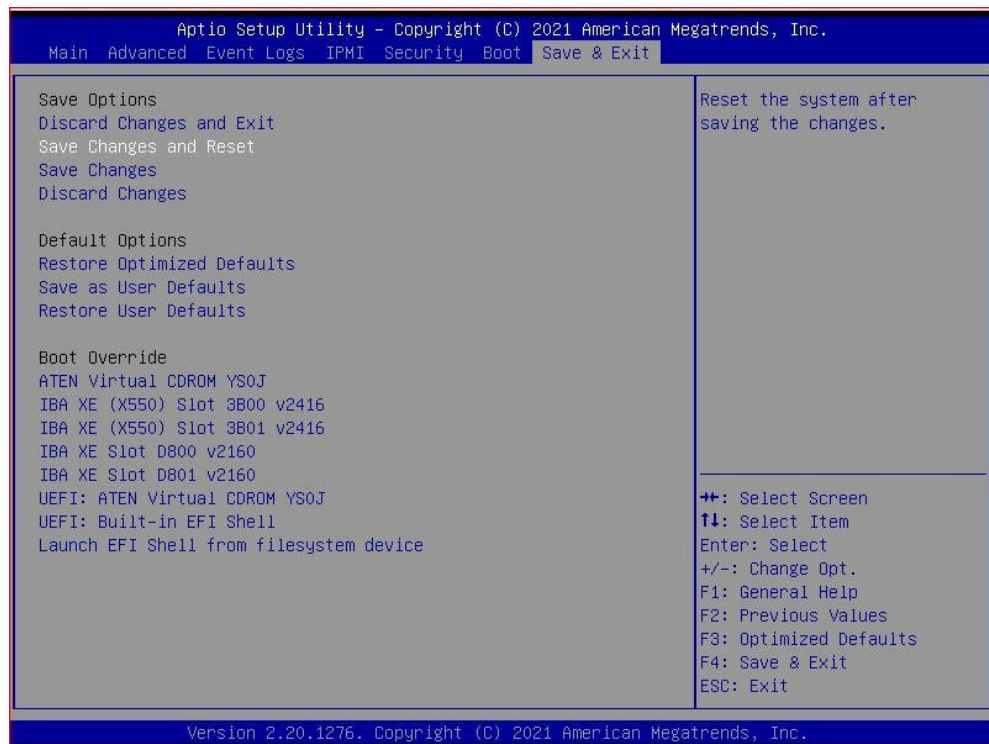 Aptio Setup Utility – Copyright (C) 2021 American Megatrends, Inc.
Main Advanced Event Logs IPMI Security Boot Save & Exit
Save Options
Discard Changes and Exit
Save Changes and Reset
Save Changes
Discard Changes
Default Options
Restore Optimized Defaults
Save as User Defaults
Restore User Defaults
Boot Override
ATEN Virtual CDROM YS0J
IBA XE (X550) Slot 3B00 v2416
IBA XE (X550) Slot 3B01 v2416
IBA XE Slot D800 v2160
IBA XE Slot D801 v2160
UEFI: ATEN Virtual CDROM YS0J
UEFI: Built-in EFI Shell
Launch EFI Shell from filesystem device
Reset the system after
saving the changes.
→←: Select Screen
↑↓: Select Item
Enter: Select
+/-: Change Opt.
F1: General Help
F2: Previous Values
F3: Optimized Defaults
F4: Save & Exit
ESC: Exit
Version 2.20.1276. Copyright (C) 2021 American Megatrends, Inc.